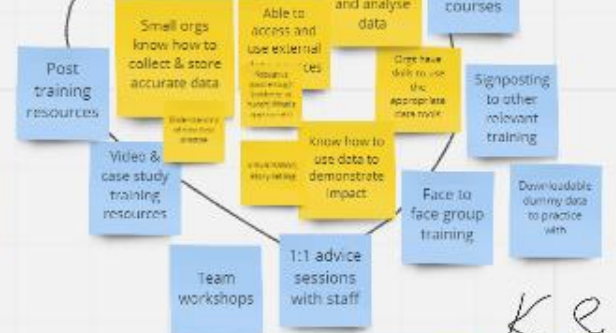 Small orgs
know how to
collect & store
accurate data
Able to
access and
use external
and analyse
data
courses
Post
training
resources
Orgs have
skills to use
the
appropriate
data tools
Signposting
to other
relevant
training
Video &
case study
training
resources
Know how to
use data to
demonstrate
impact
Face to
face group
training
Downloadable
dummy data
to practice
with
Team
workshops
1:1 advice
sessions
with staff